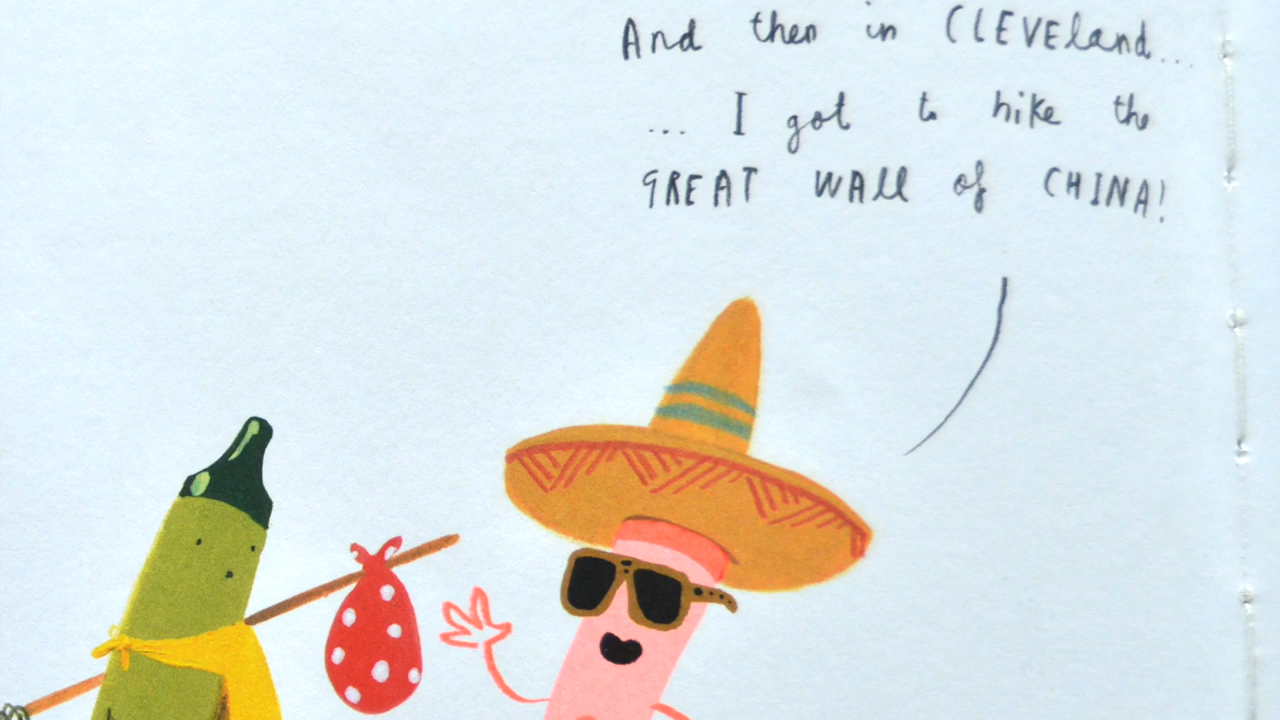 And then in CLEVEland...
... I got to hike the
GREAT WAll of CHINA!